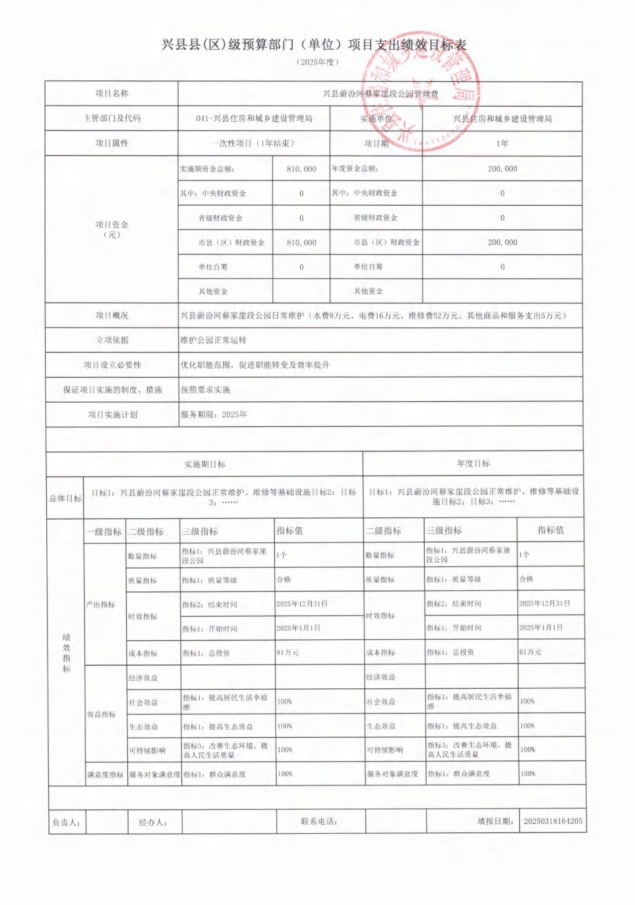 兴县县(区)级预算部门（单位）项目支出绩效目标表
（2025年度）
项目名称 兴县蔚汾河蔡家崖段公园管理费
主管部门及代码 041-兴县住房和城乡建设管理局 实施单位 兴县住房和城乡建设管理局
项目属性 一次性项目（1年结束） 项目期 1年
项目资金（元）
实施期资金总额： 810,000 年度资金总额： 200,000
其中：中央财政资金 0 其中：中央财政资金 0
省级财政资金 0 省级财政资金 0
市县（区）财政资金 810,000 市县（区）财政资金 200,000
单位自筹 0 单位自筹 0
其他资金 其他资金
项目概况 兴县蔚汾河蔡家崖段公园日常维护（水费8万元、电费16万元、维修费52万元、其他商品和服务支出5万元）
立项依据 维护公园正常运转
项目设立必要性 优化职能范围，促进职能转变及效率提升
保证项目实施的制度、措施 按照要求实施
项目实施计划 服务期限：2025年
实施期目标 年度目标
总体目标 目标1：兴县蔚汾河蔡家崖段公园正常维护、维修等基础设施目标2：目标3：…… 目标1：兴县蔚汾河蔡家崖段公园正常维护、维修等基础设施目标2：目标3：……
绩效指标
一级指标 二级指标 三级指标 指标值 二级指标 三级指标 指标值
产出指标
数量指标 指标1：兴县蔚汾河蔡家崖段公园 1个 数量指标 指标1：兴县蔚汾河蔡家崖段公园 1个
质量指标 指标1：质量等级 合格 质量指标 指标1：质量等级 合格
时效指标 指标2：结束时间 2025年12月31日 时效指标 指标2：结束时间 2025年12月31日
指标1：开始时间 2025年1月1日 指标1：开始时间 2025年1月1日
成本指标 指标1：总投资 81万元 成本指标 指标1：总投资 81万元
效益指标
经济效益 经济效益
社会效益 指标1：提高居民生活幸福感 100% 社会效益 指标1：提高居民生活幸福感 100%
生态效益 指标1：提高生态效益 100% 生态效益 指标1：提高生态效益 100%
可持续影响 指标3：改善生态环境，提高人民生活质量 100% 可持续影响 指标3：改善生态环境，提高人民生活质量 100%
满意度指标 服务对象满意度 指标1：群众满意度 100% 服务对象满意度 指标1：群众满意度 100%
负责人： 经办人： 联系电话： 填报日期： 20250318164205